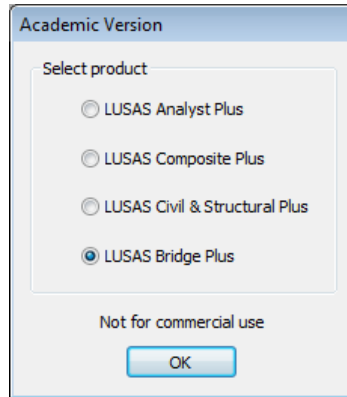 Academic Version
Select product
LUSAS Analyst Plus
LUSAS Composite Plus
LUSAS Civil & Structural Plus
LUSAS Bridge Plus
Not for commercial use
OK